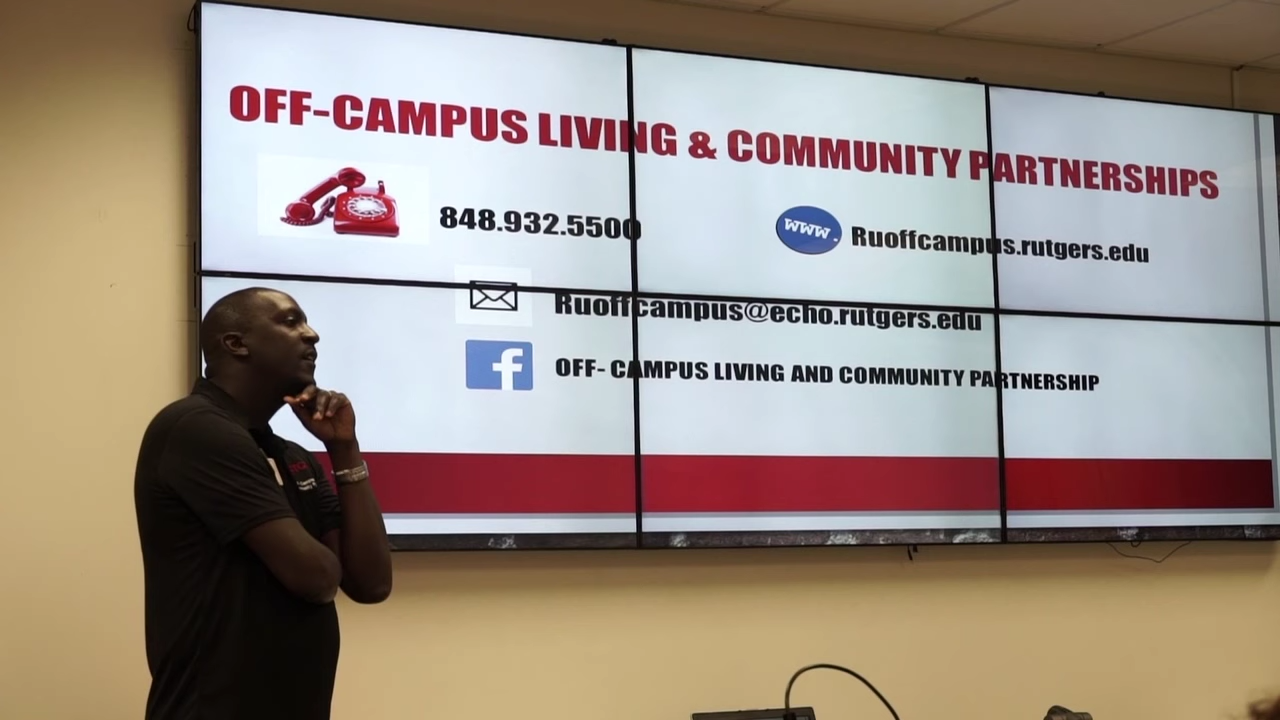 OFF-CAMPUS LIVING & COMMUNITY PARTNERSHIPS
848.932.5500
www.
Ruoffcampus.rutgers.edu
Ruoffcampus@echo.rutgers.edu
f
OFF- CAMPUS LIVING AND COMMUNITY PARTNERSHIP